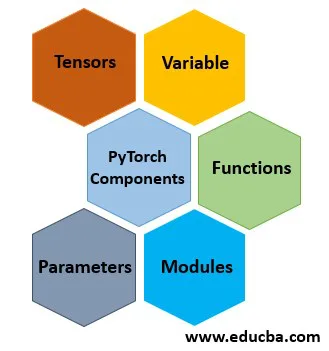 Tensors
Variable
PyTorch
Components
Functions
Parameters
Modules
www.educba.com